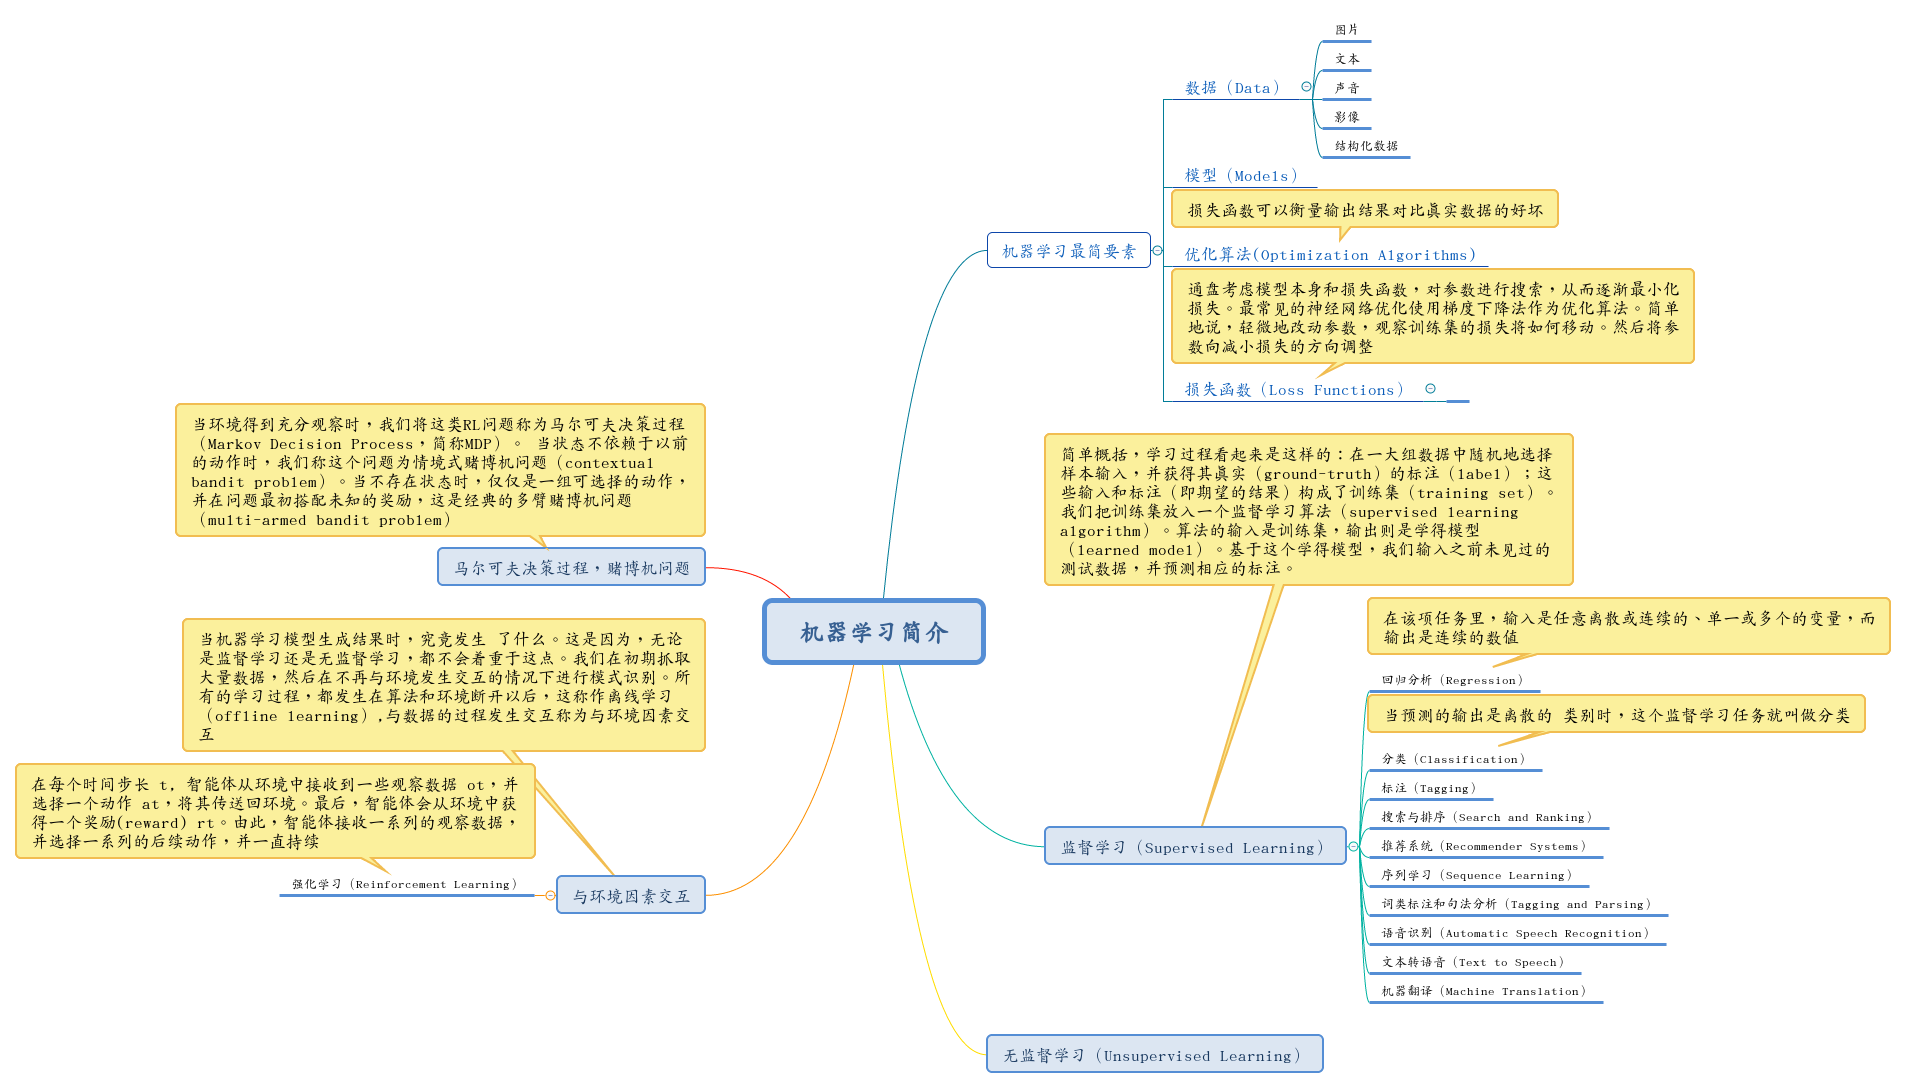 机器学习简介
机器学习最简要素
数据（Data）
图片
文本
声音
影像
结构化数据
模型（Models）
损失函数可以衡量输出结果对比真实数据的好坏
优化算法(Optimization Algorithms)
通盘考虑模型本身和损失函数，对参数进行搜索，从而逐渐最小化
损失。最常见的神经网络优化使用梯度下降法作为优化算法。简单
地说，轻微地改动参数，观察训练集的损失将如何移动。然后将参
数向减小损失的方向调整
损失函数（Loss Functions）
简单概括，学习过程看起来是这样的：在一大组数据中随机地选择
样本输入，并获得其真实（ground-truth）的标注（label）；这
些输入和标注（即期望的结果）构成了训练集（training set）。
我们把训练集放入一个监督学习算法（supervised learning
algorithm）。算法的输入是训练集，输出则是学得模型
（learned model）。基于这个学得模型，我们输入之前未见过的
测试数据，并预测相应的标注。
监督学习（Supervised Learning）
在该项任务里，输入是任意离散或连续的、单一或多个的变量，而
输出是连续的数值
回归分析（Regression）
当预测的输出是离散的 类别时，这个监督学习任务就叫做分类
分类（Classification）
标注（Tagging）
搜索与排序（Search and Ranking）
推荐系统（Recommender Systems）
序列学习（Sequence Learning）
词类标注和句法分析（Tagging and Parsing）
语音识别（Automatic Speech Recognition）
文本转语音（Text to Speech）
机器翻译（Machine Translation）
无监督学习（Unsupervised Learning）
当环境得到充分观察时，我们将这类RL问题称为马尔可夫决策过程
（Markov Decision Process，简称MDP）。 当状态不依赖于以前
的动作时，我们称这个问题为情境式赌博机问题（contextual
bandit problem）。当不存在状态时，仅仅是一组可选择的动作，
并在问题最初搭配未知的奖励，这是经典的多臂赌博机问题
（multi-armed bandit problem）
马尔可夫决策过程，赌博机问题
当机器学习模型生成结果时，究竟发生 了什么。这是因为，无论
是监督学习还是无监督学习，都不会着重于这点。我们在初期抓取
大量数据，然后在不再与环境发生交互的情况下进行模式识别。所
有的学习过程，都发生在算法和环境断开以后，这称作离线学习
（offline learning）,与数据的过程发生交互称为与环境因素交
互
与环境因素交互
在每个时间步长 t, 智能体从环境中接收到一些观察数据 ot，并
选择一个动作 at，将其传送回环境。最后，智能体会从环境中获
得一个奖励(reward) rt。由此，智能体接收一系列的观察数据，
并选择一系列的后续动作，并一直持续
强化学习（Reinforcement Learning）